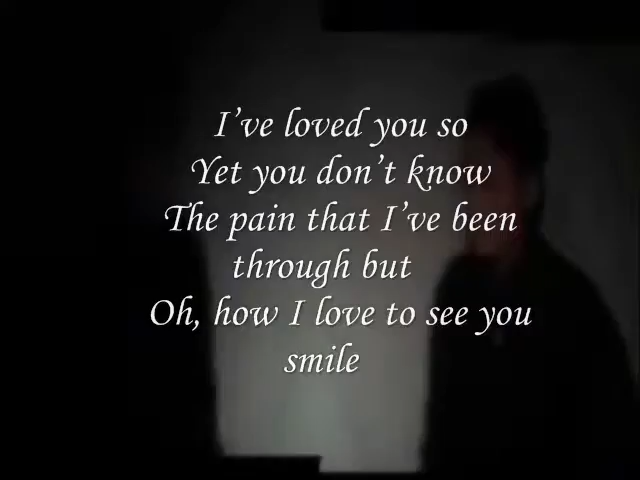 I’ve loved you so
Yet you don’t know
The pain that I’ve been
through but
Oh, how I love to see you
smile